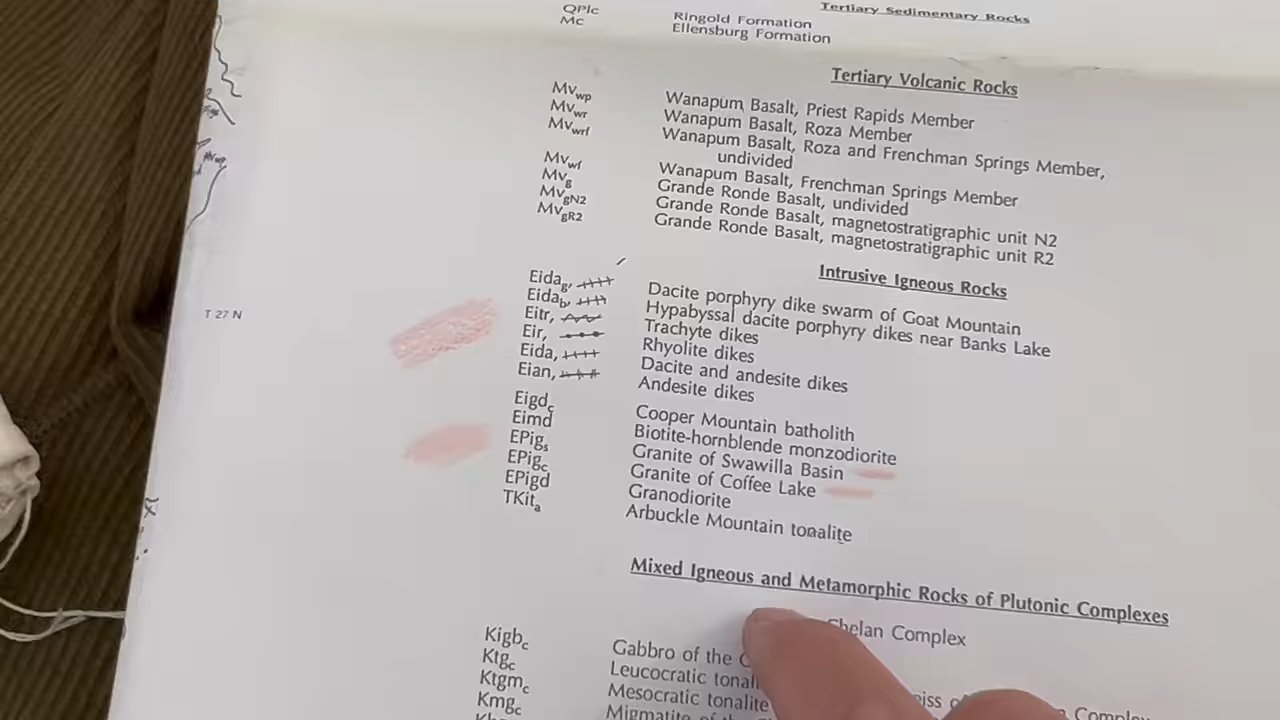 Tertiary Sedimentary Rocks
QPlc Ringold Formation
Mc Ellensburg Formation
Tertiary Volcanic Rocks
Mvwp Wanapum Basalt, Priest Rapids Member
Mvwr Wanapum Basalt, Roza Member
Mvwrf Wanapum Basalt, Roza and Frenchman Springs Member,
undivided
Mvwf Wanapum Basalt, Frenchman Springs Member
Mvg Grande Ronde Basalt, undivided
MvgN2 Grande Ronde Basalt, magnetostratigraphic unit N2
MvgR2 Grande Ronde Basalt, magnetostratigraphic unit R2
Intrusive Igneous Rocks
Eidag, Dacite porphyry dike swarm of Goat Mountain
Eidab, Hypabyssal dacite porphyry dikes near Banks Lake
Eitr, Trachyte dikes
Eir, Rhyolite dikes
Eida, Dacite and andesite dikes
Eian, Andesite dikes
Eigdc Cooper Mountain batholith
Eimd Biotite-hornblende monzodiorite
EPigs Granite of Swawilla Basin
EPigc Granite of Coffee Lake
EPigd Granodiorite
TKita Arbuckle Mountain tonalite
T 27 N
Mixed Igneous and Metamorphic Rocks of Plutonic Complexes
Chelan Complex
Kigbc Gabbro of the
Ktgc Leucocratic
Ktgmc Mesocratic tonalite
Kmgc Migmatite of the